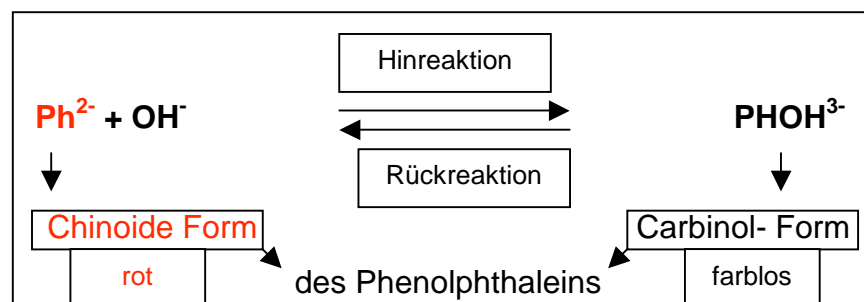 Hinreaktion
Ph²⁻ + OH⁻
PHOH³⁻
Rückreaktion
Chinoide Form
Carbinol- Form
rot
des Phenolphthaleins
farblos